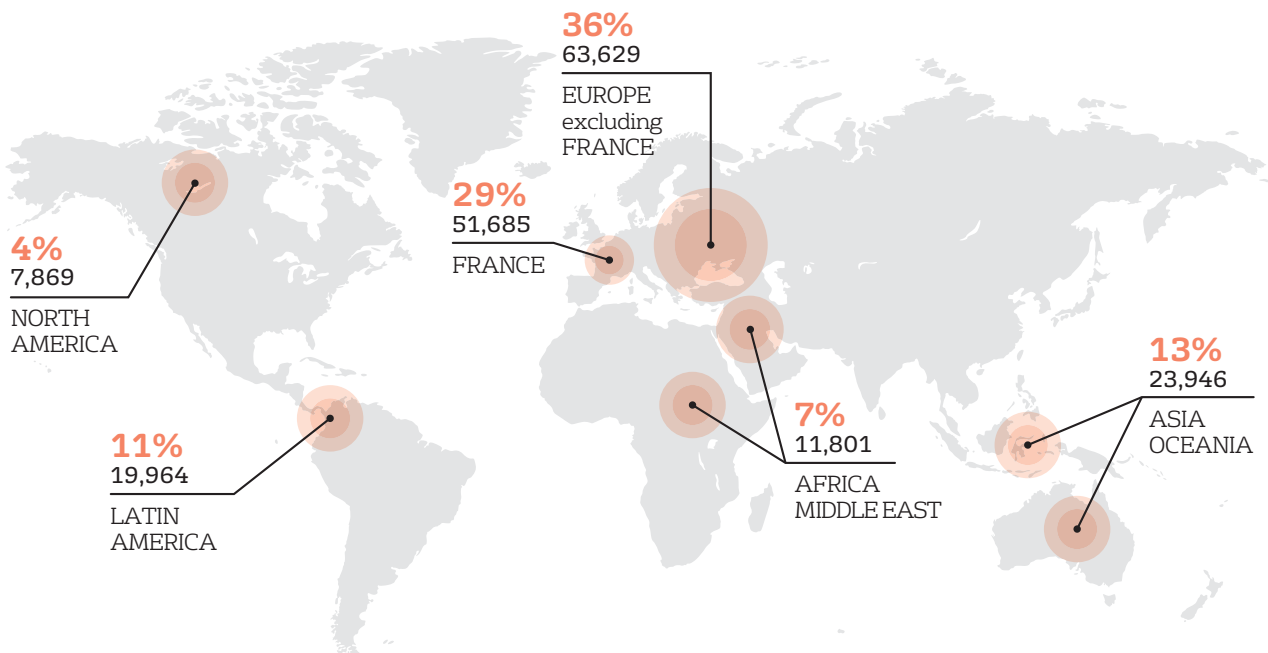 36%
63,629
EUROPE
excluding
FRANCE
29%
51,685
FRANCE
4%
7,869
NORTH
AMERICA
13%
23,946
ASIA
OCEANIA
7%
11,801
AFRICA
MIDDLE EAST
11%
19,964
LATIN
AMERICA